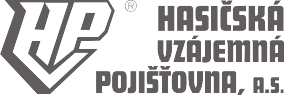 HP ®
HASIČSKÁ
VZÁJEMNÁ
POJIŠŤOVNA, A.S.